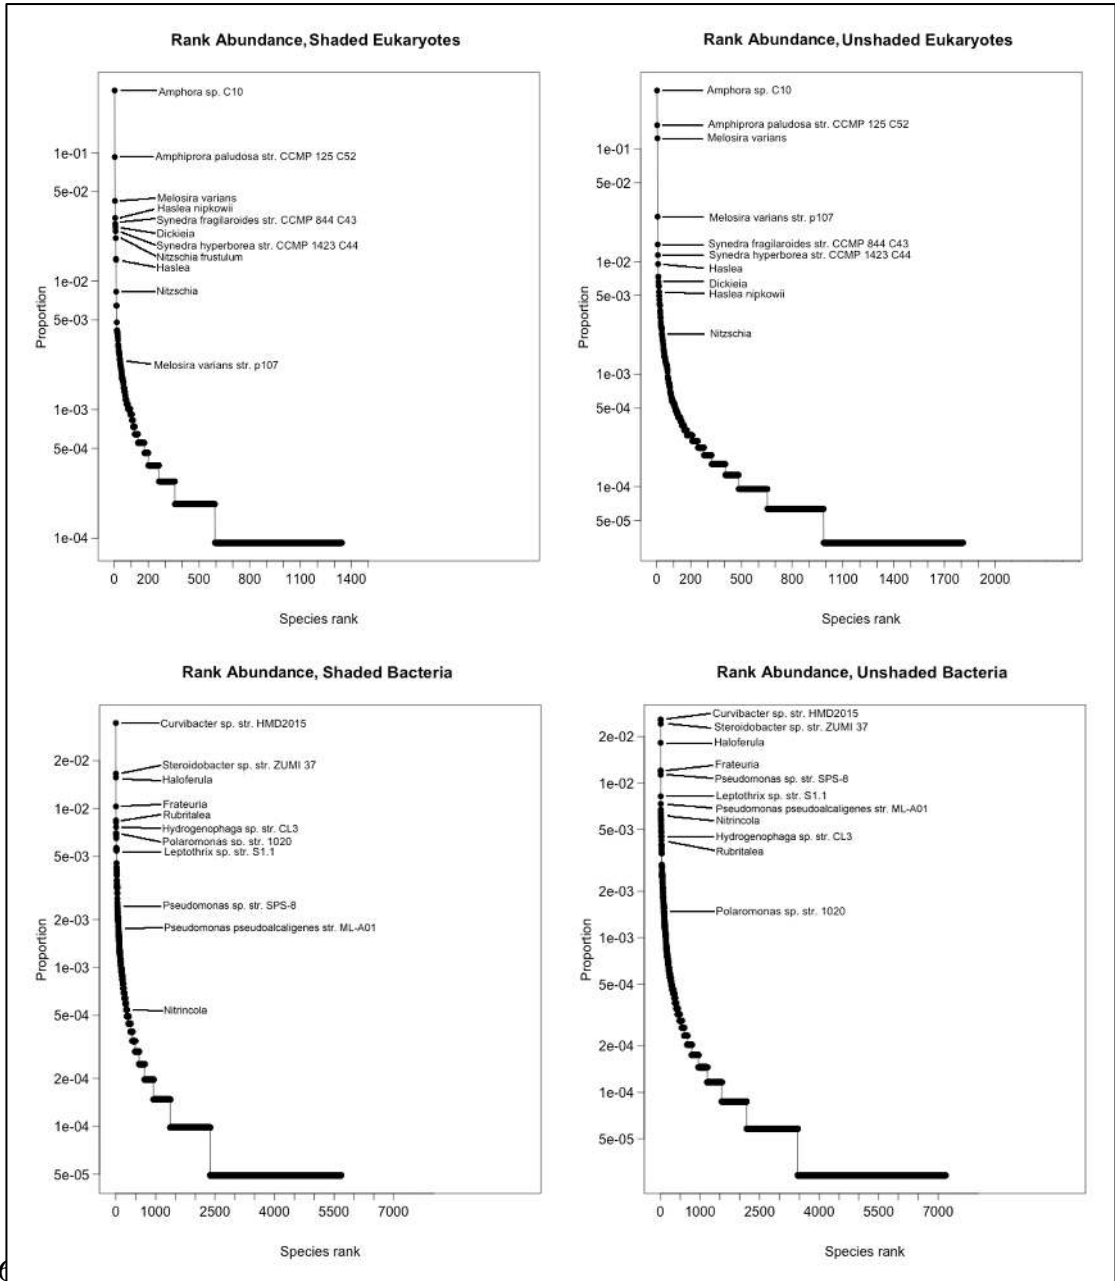 Rank Abundance, Shaded Eukaryotes
Amphora sp. C10
Amphiprora paludosa str. CCMP 125 C52
Melosira varians
Haslea nipkowii
Synedra fragilaroides str. CCMP 844 C43
Dickieia
Synedra hyperborea str. CCMP 1423 C44
Nitzschia frustulum
Haslea
Nitzschia
Melosira varians str. p107
Proportion
1e-01
5e-02
1e-02
5e-03
1e-03
5e-04
1e-04
0 200 500 800 1100 1400
Species rank
Rank Abundance, Unshaded Eukaryotes
Amphora sp. C10
Amphiprora paludosa str. CCMP 125 C52
Melosira varians
Melosira varians str. p107
Synedra fragilaroides str. CCMP 844 C43
Synedra hyperborea str. CCMP 1423 C44
Haslea
Dickieia
Haslea nipkowii
Nitzschia
Proportion
1e-01
5e-02
1e-02
5e-03
1e-03
5e-04
1e-04
5e-05
0 200 500 800 1100 1400 1700 2000
Species rank
Rank Abundance, Shaded Bacteria
Curvibacter sp. str. HMD2015
Steroidobacter sp. str. ZUMI 37
Haloferula
Frateuria
Rubritalea
Hydrogenophaga sp. str. CL3
Polaromonas sp. str. 1020
Leptothrix sp. str. S1.1
Pseudomonas sp. str. SPS-8
Pseudomonas pseudoalcaligenes str. ML-A01
Nitrincola
Proportion
2e-02
1e-02
5e-03
2e-03
1e-03
5e-04
2e-04
1e-04
5e-05
0 1000 2500 4000 5500 7000
Species rank
Rank Abundance, Unshaded Bacteria
Curvibacter sp. str. HMD2015
Steroidobacter sp. str. ZUMI 37
Haloferula
Frateuria
Pseudomonas sp. str. SPS-8
Leptothrix sp. str. S1.1
Pseudomonas pseudoalcaligenes str. ML-A01
Nitrincola
Hydrogenophaga sp. str. CL3
Rubritalea
Polaromonas sp. str. 1020
Proportion
2e-02
1e-02
5e-03
2e-03
1e-03
5e-04
2e-04
1e-04
5e-05
0 1000 2500 4000 5500 7000
Species rank